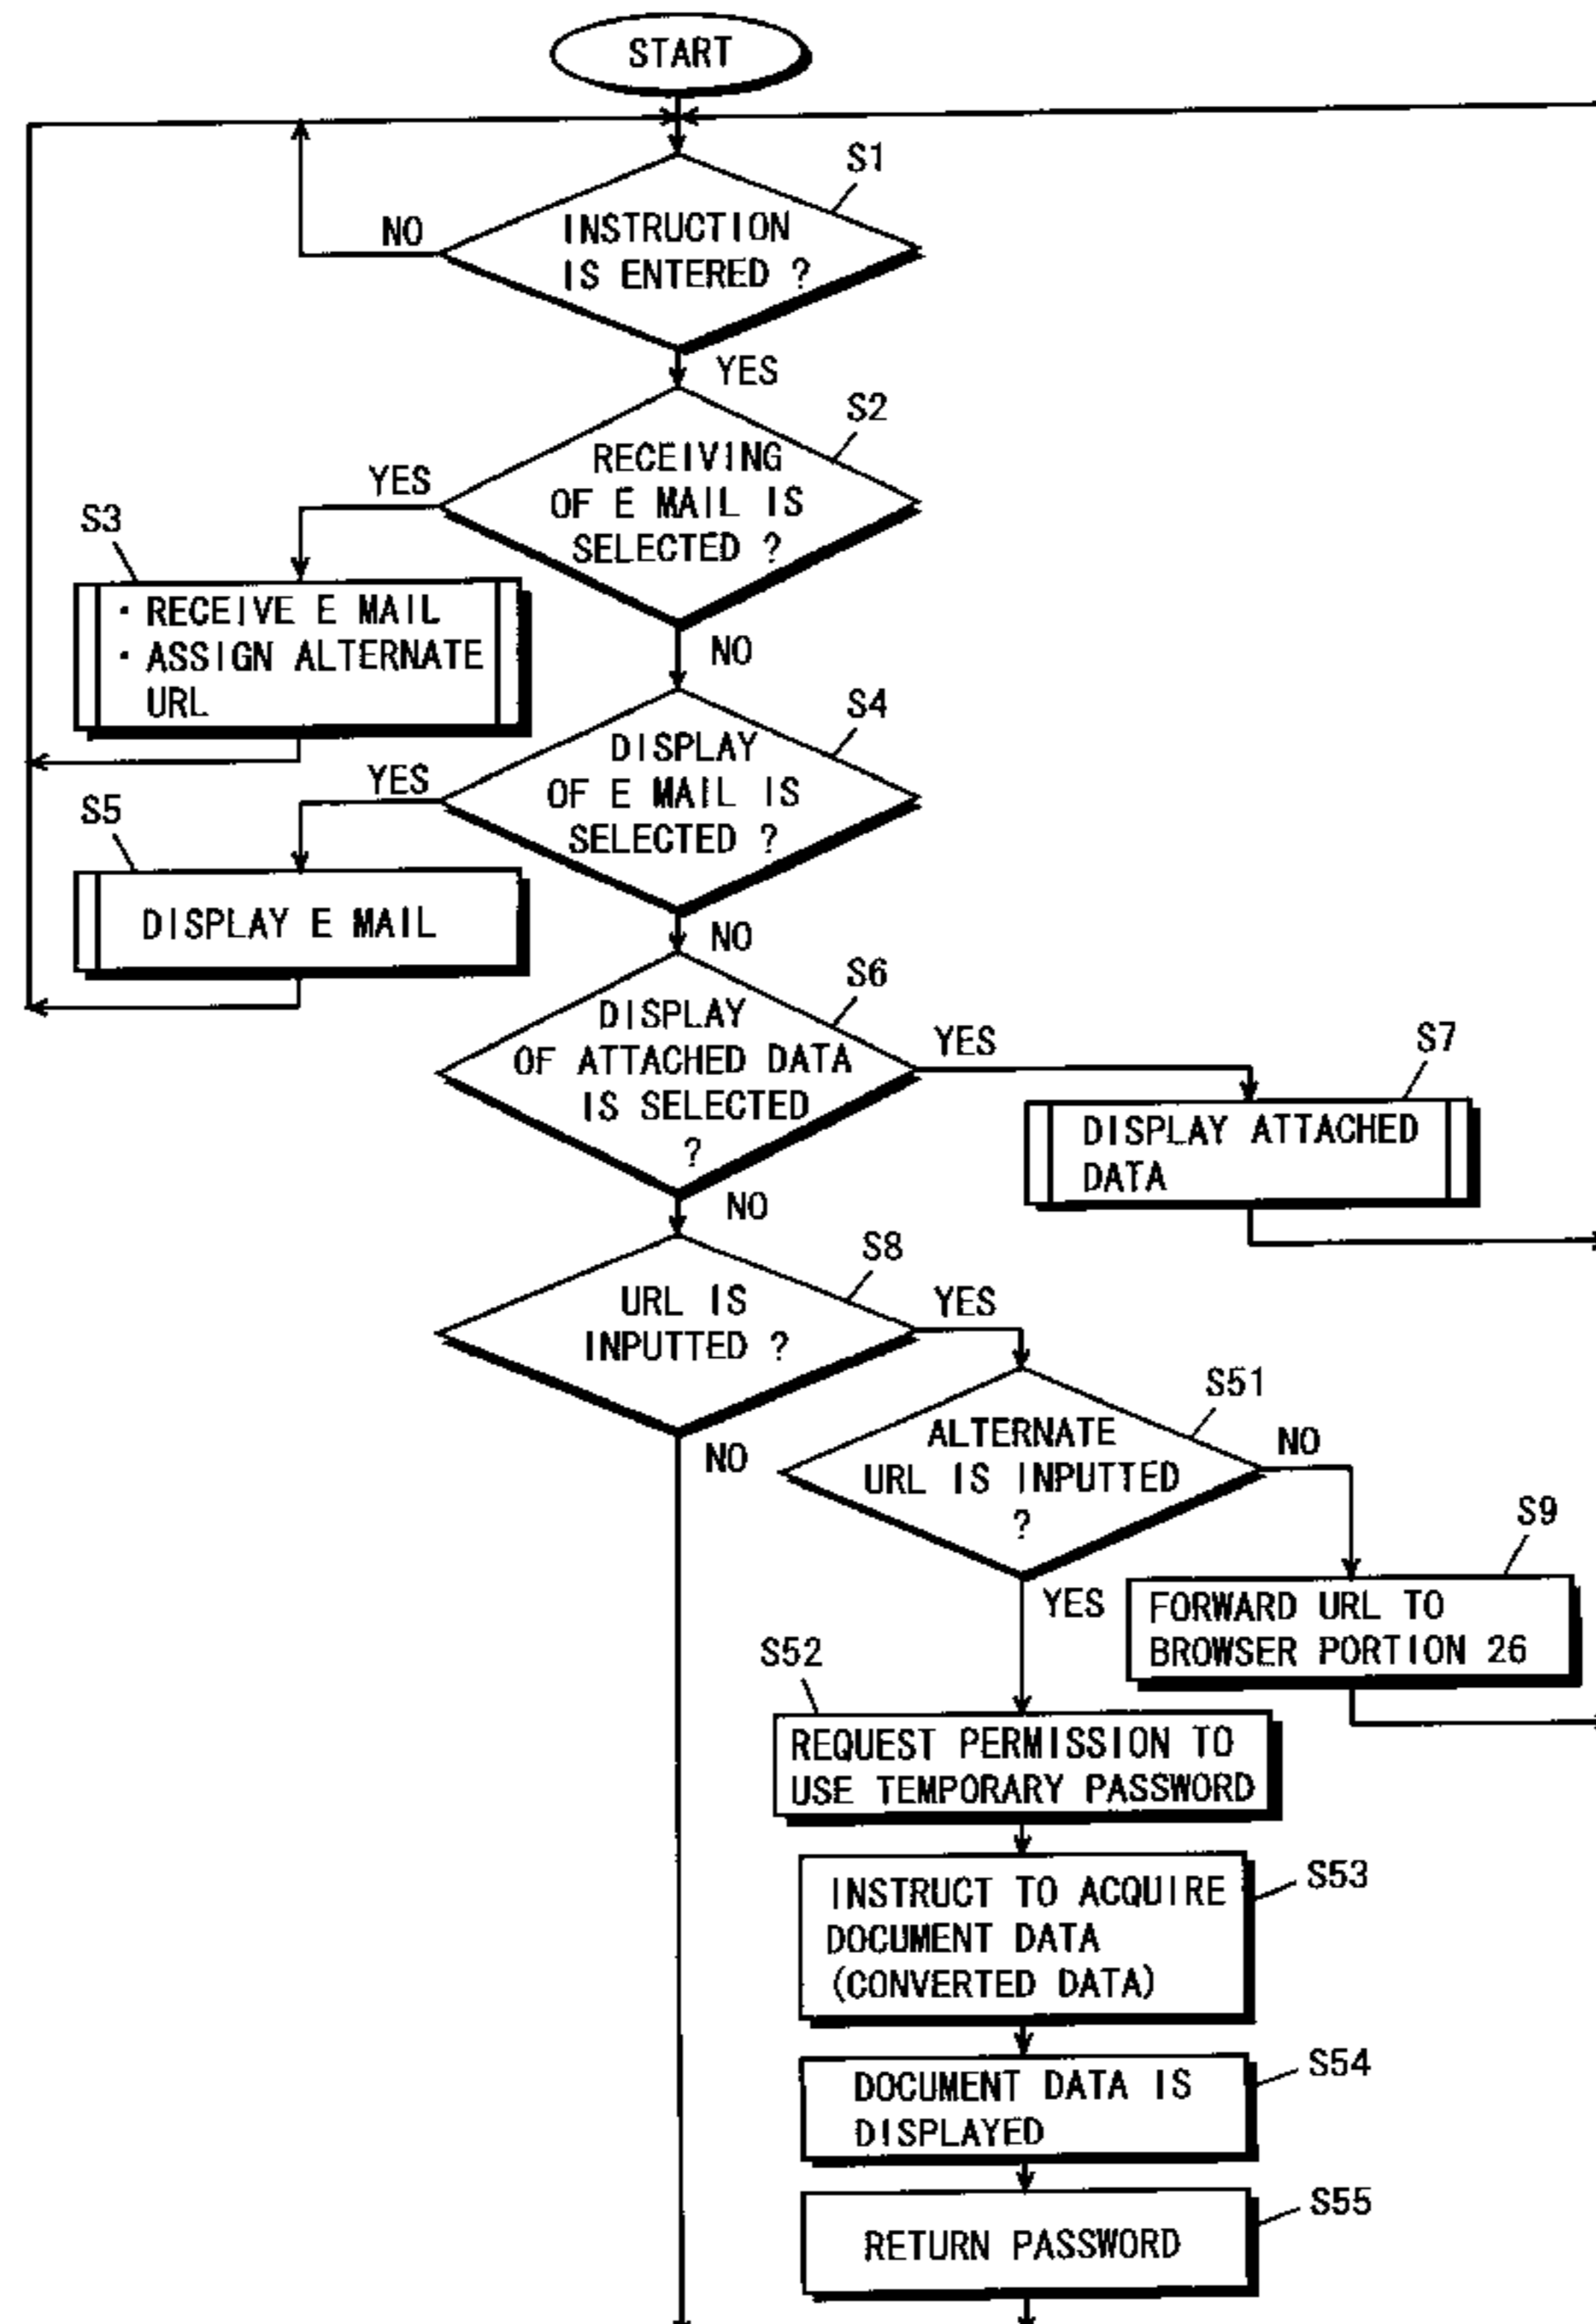 START
S1
NO
INSTRUCTION
IS ENTERED ?
YES
S2
YES
RECEIVING
OF E MAIL IS
SELECTED ?
S3
· RECEIVE E MAIL
· ASSIGN ALTERNATE
URL
NO
S4
YES
DISPLAY
OF E MAIL IS
SELECTED ?
S5
DISPLAY E MAIL
NO
S6
DISPLAY
OF ATTACHED DATA
IS SELECTED
?
YES
S7
DISPLAY ATTACHED
DATA
NO
S8
URL IS
INPUTTED ?
YES
S51
NO
ALTERNATE
URL IS INPUTTED
?
NO
S9
YES
FORWARD URL TO
BROWSER PORTION 26
S52
REQUEST PERMISSION TO
USE TEMPORARY PASSWORD
S53
INSTRUCT TO ACQUIRE
DOCUMENT DATA
(CONVERTED DATA)
S54
DOCUMENT DATA IS
DISPLAYED
S55
RETURN PASSWORD